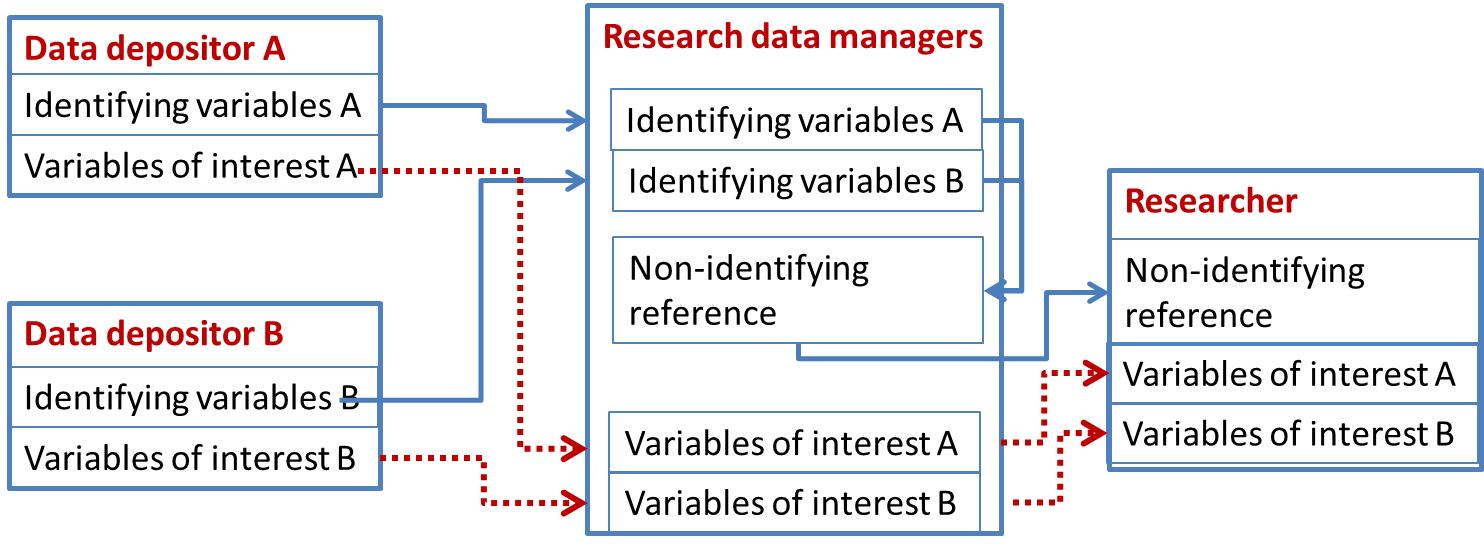 Data depositor A
Identifying variables A
Variables of interest A
Data depositor B
Identifying variables B
Variables of interest B
Research data managers
Identifying variables A
Identifying variables B
Non-identifying
reference
Variables of interest A
Variables of interest B
Researcher
Non-identifying
reference
Variables of interest A
Variables of interest B